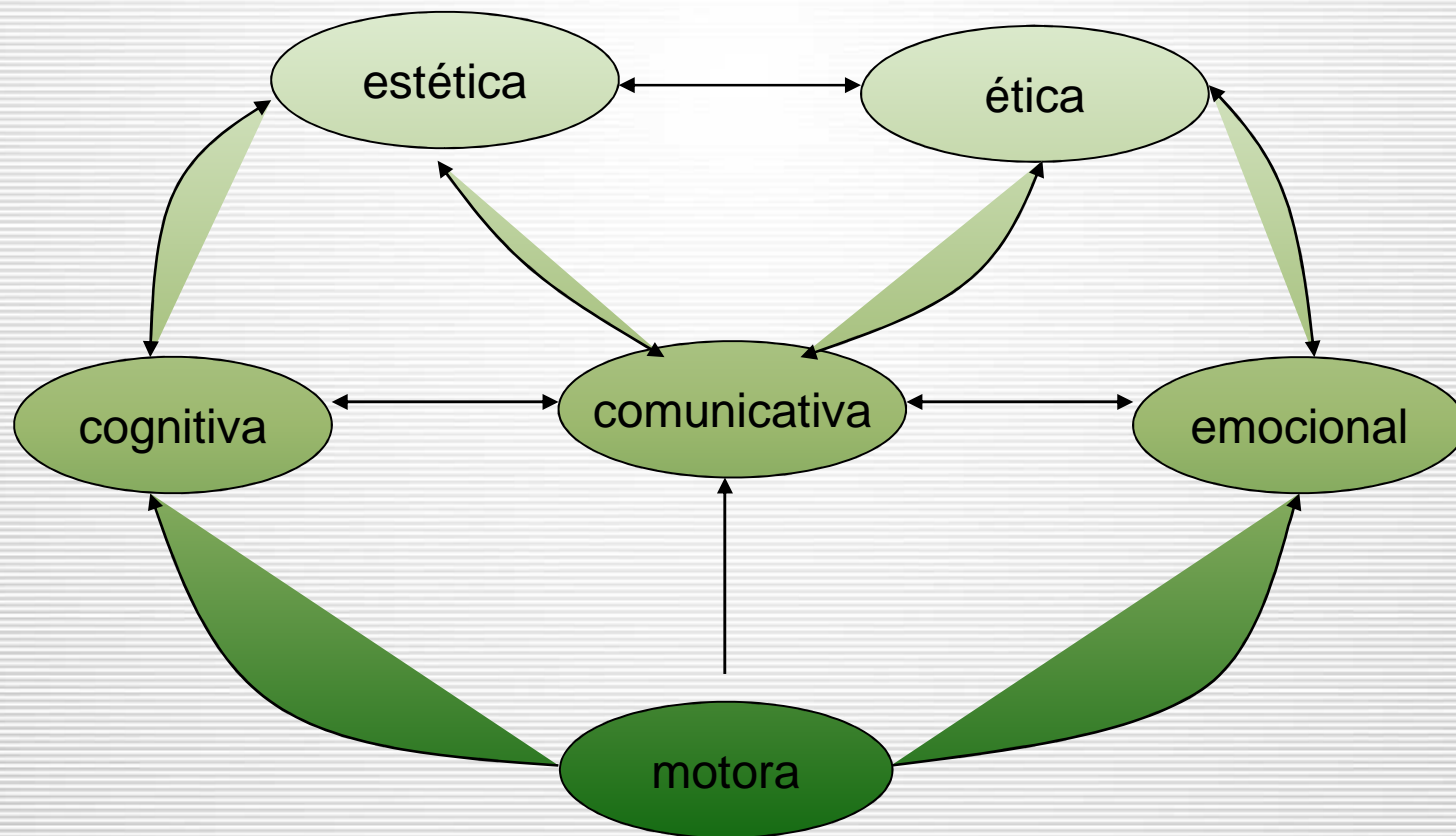 estética
ética
cognitiva
comunicativa
emocional
motora